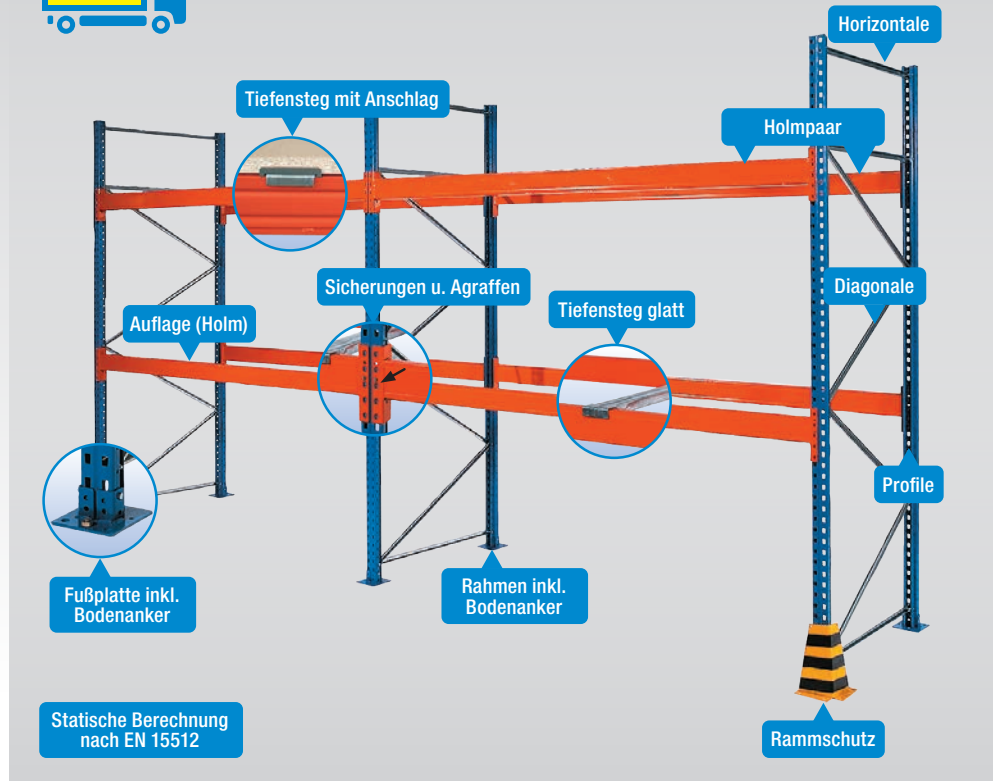 Horizontale
Tiefensteg mit Anschlag
Holmpaar
Sicherungen u. Agraffen
Diagonale
Tiefensteg glatt
Auflage (Holm)
Profile
Fußplatte inkl.
Bodenanker
Rahmen inkl.
Bodenanker
Statische Berechnung
nach EN 15512
Rammschutz